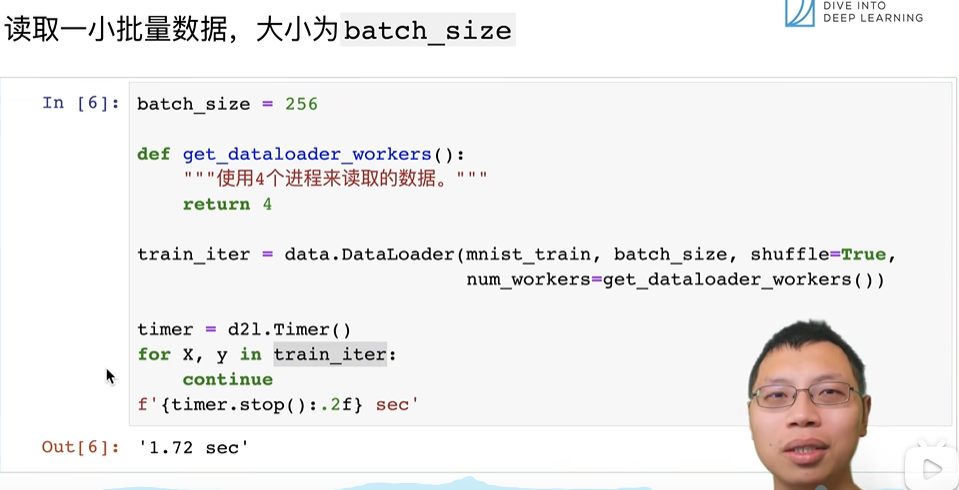 DIVE INTO
DEEP LEARNING
读取一小批量数据，大小为batch_size
In [6]: batch_size = 256
def get_dataloader_workers():
"""使用4个进程来读取的数据。"""
return 4
train_iter = data.DataLoader(mnist_train, batch_size, shuffle=True,
num_workers=get_dataloader_workers())
timer = d2l.Timer()
for X, y in train_iter:
continue
f'{timer.stop():.2f} sec'
Out[6]: '1.72 sec'